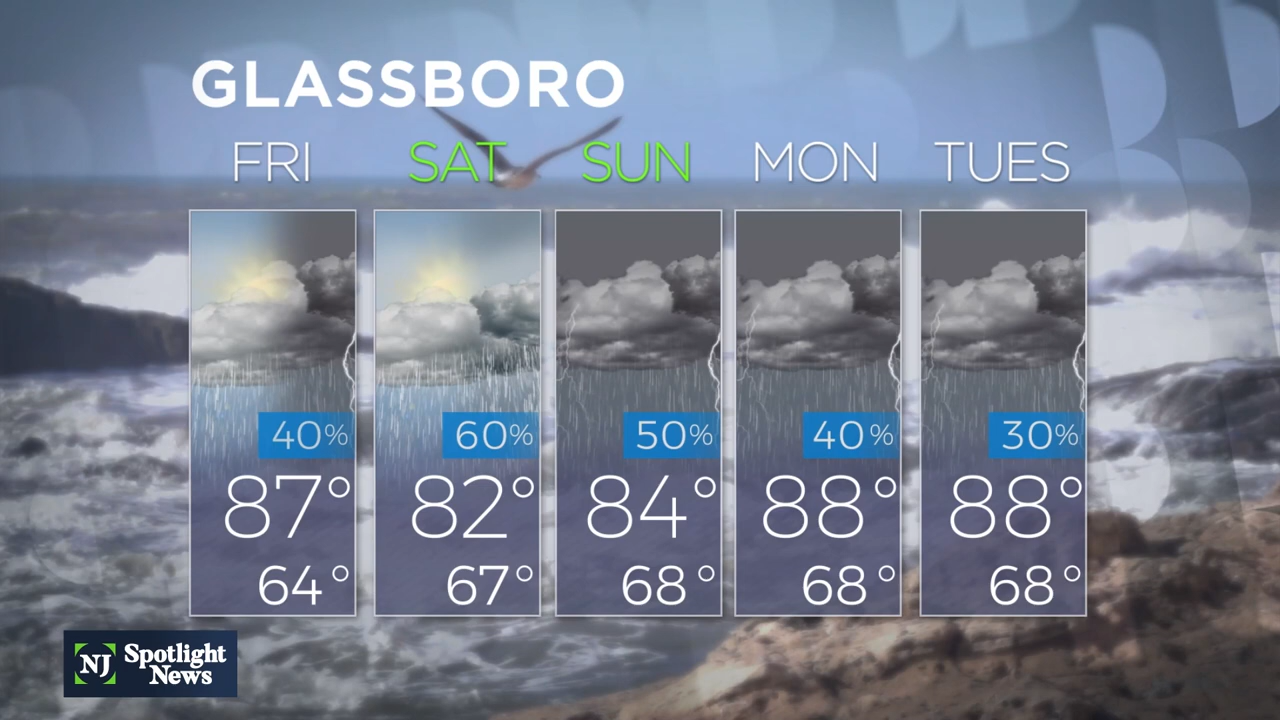 GLASSBORO
FRI SAT SUN MON TUES
40% 60% 50% 40% 30%
87° 82° 84° 88° 88°
64° 67° 68° 68° 68°
NJ Spotlight
News